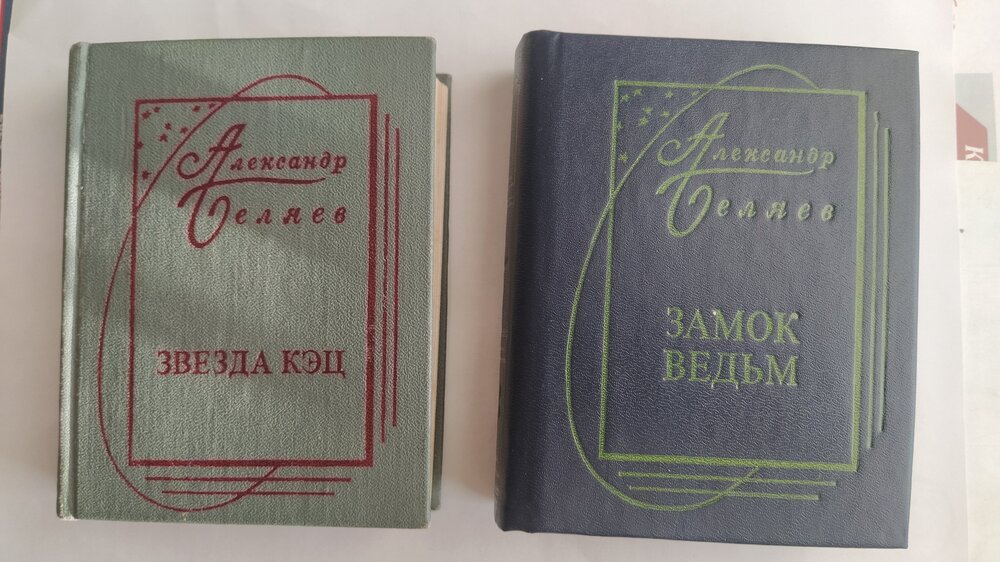 Александр
Беляев
ЗВЕЗДА КЭЦ
Александр
Беляев
ЗАМОК
ВЕДЬМ
К